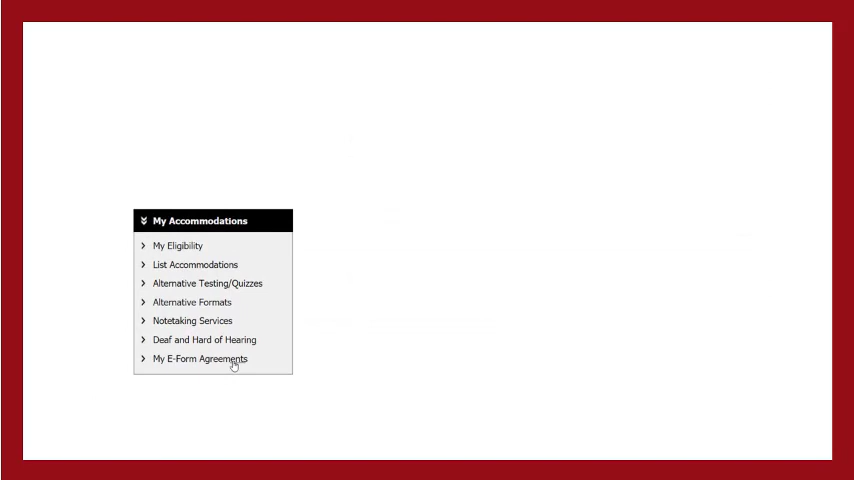 My Accommodations
My Eligibility
List Accommodations
Alternative Testing/Quizzes
Alternative Formats
Notetaking Services
Deaf and Hard of Hearing
My E-Form Agreements